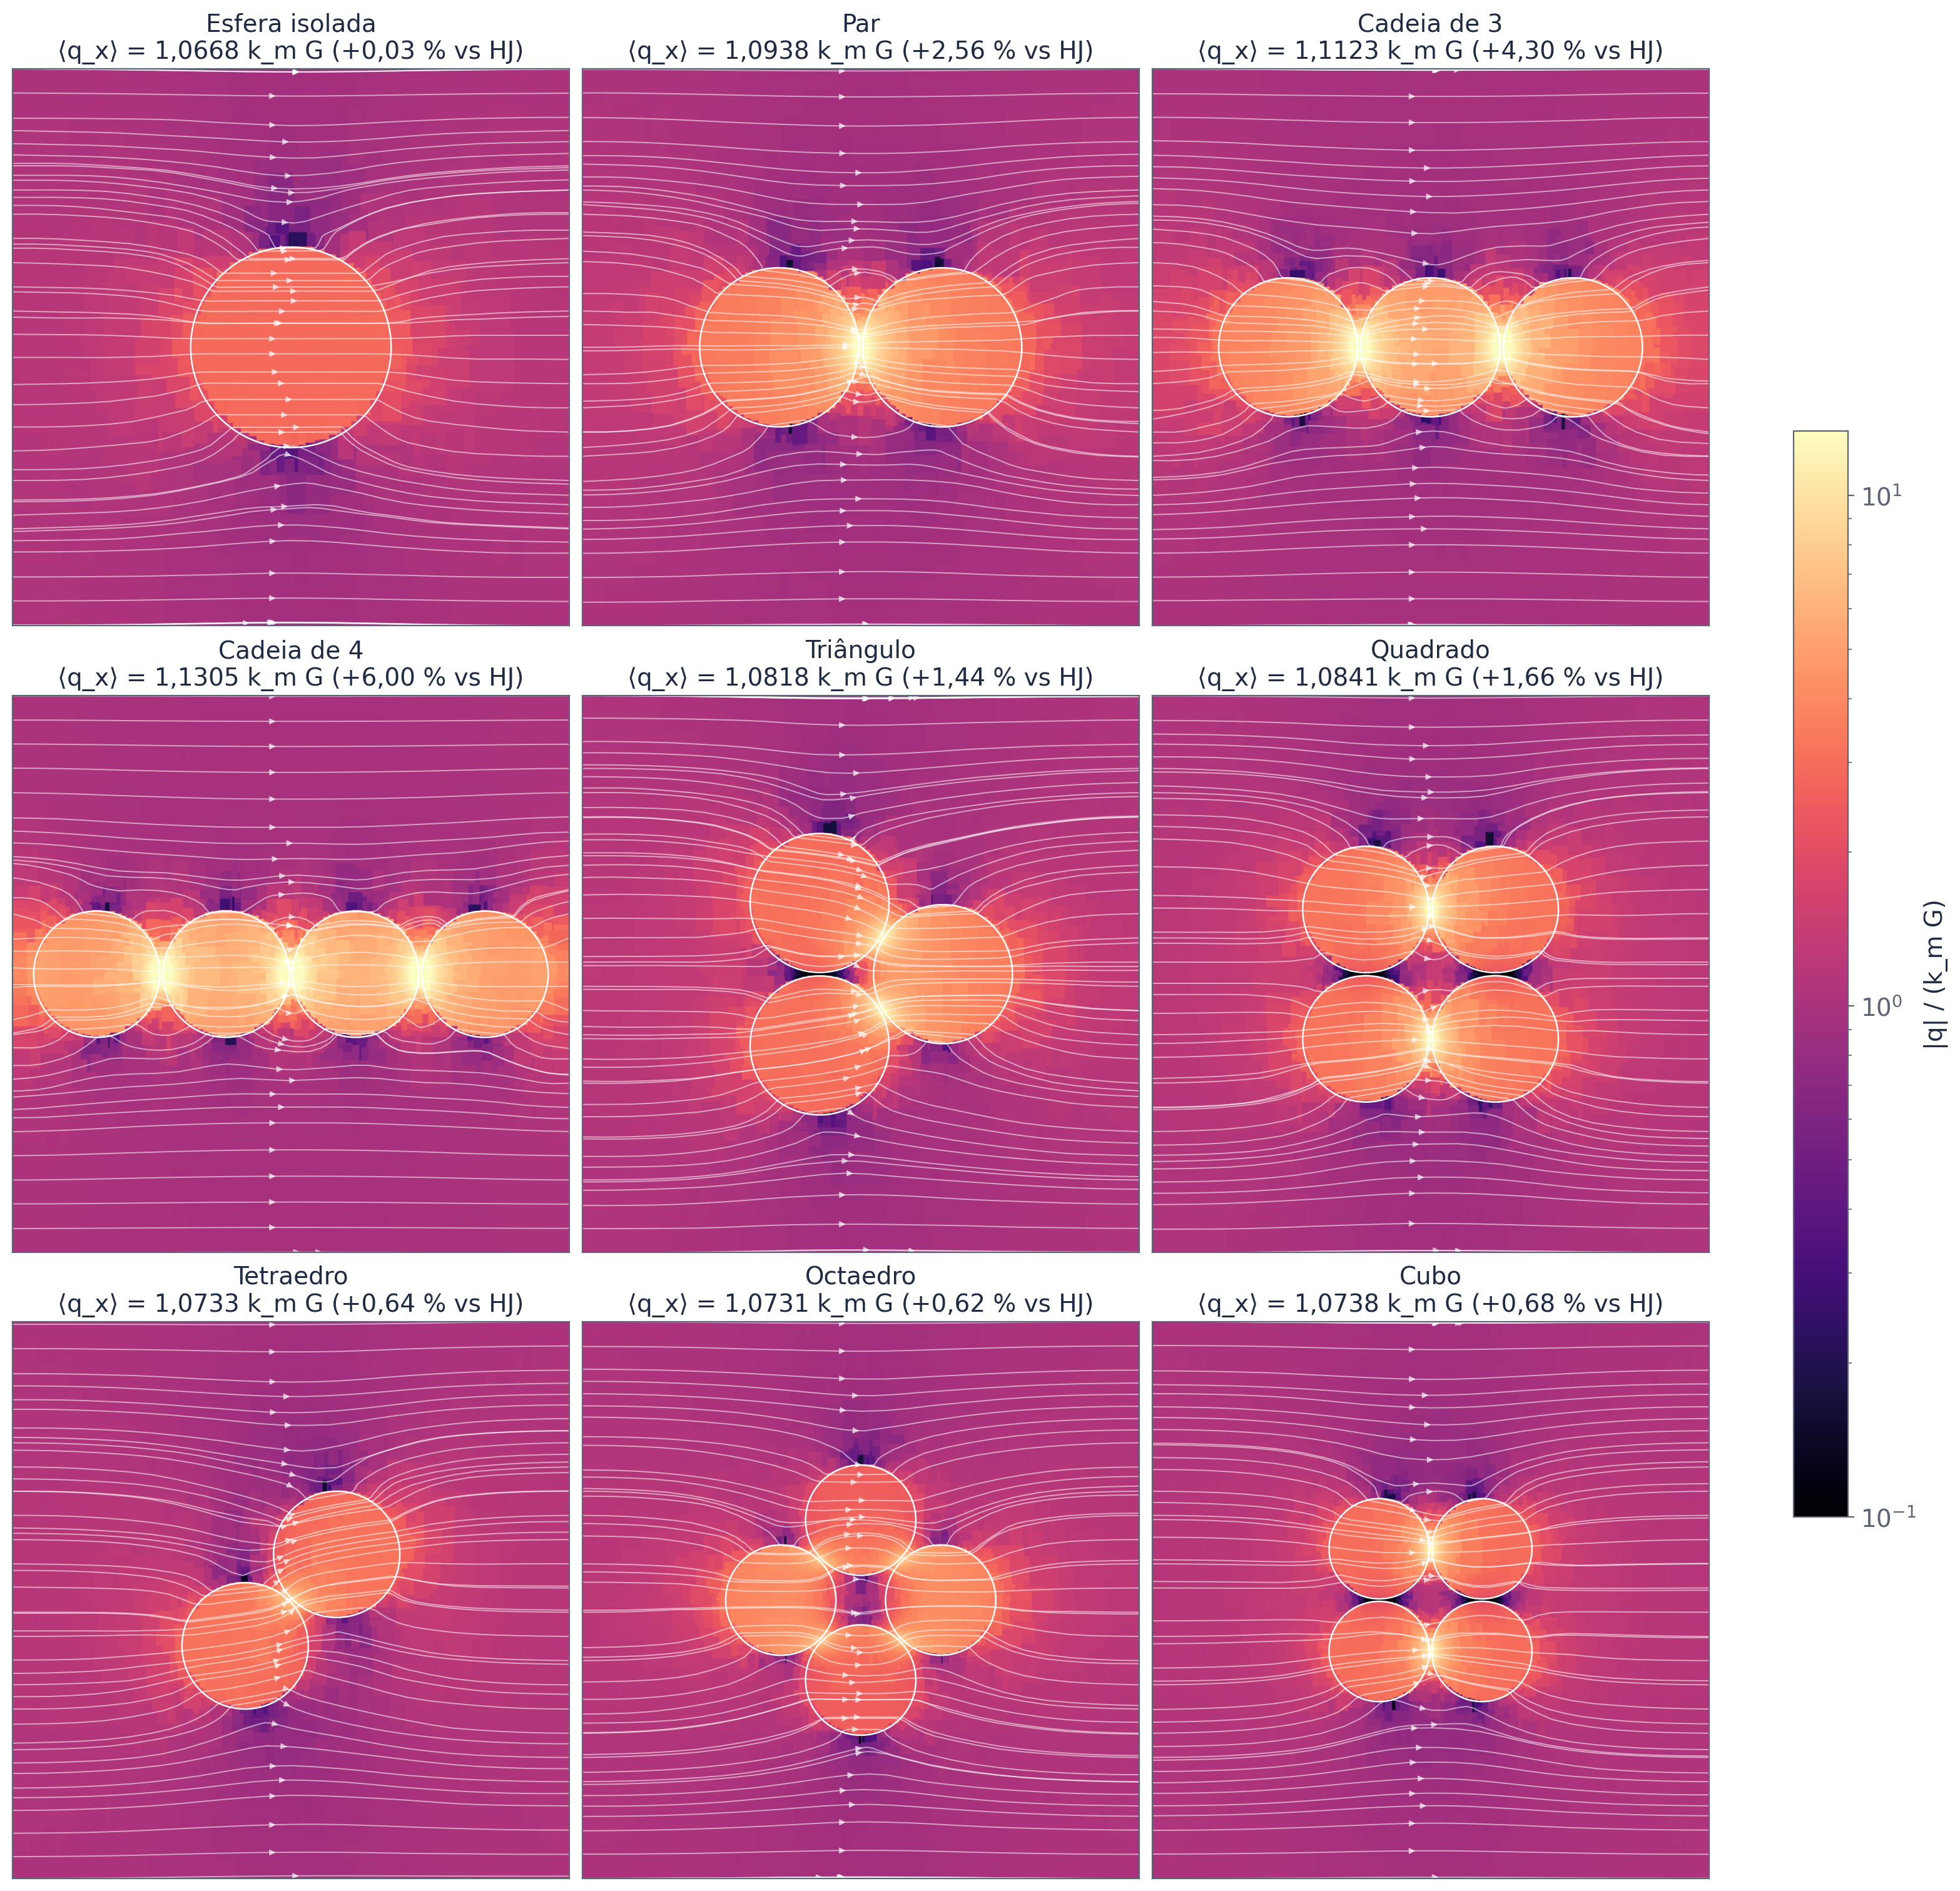 Esfera isolada
⟨q_x⟩ = 1,0668 k_m G (+0,03 % vs HJ)
Par
⟨q_x⟩ = 1,0938 k_m G (+2,56 % vs HJ)
Cadeia de 3
⟨q_x⟩ = 1,1123 k_m G (+4,30 % vs HJ)
Cadeia de 4
⟨q_x⟩ = 1,1305 k_m G (+6,00 % vs HJ)
Triângulo
⟨q_x⟩ = 1,0818 k_m G (+1,44 % vs HJ)
Quadrado
⟨q_x⟩ = 1,0841 k_m G (+1,66 % vs HJ)
Tetraedro
⟨q_x⟩ = 1,0733 k_m G (+0,64 % vs HJ)
Octaedro
⟨q_x⟩ = 1,0731 k_m G (+0,62 % vs HJ)
Cubo
⟨q_x⟩ = 1,0738 k_m G (+0,68 % vs HJ)
10¹
10⁰
10⁻¹
|q| / (k_m G)